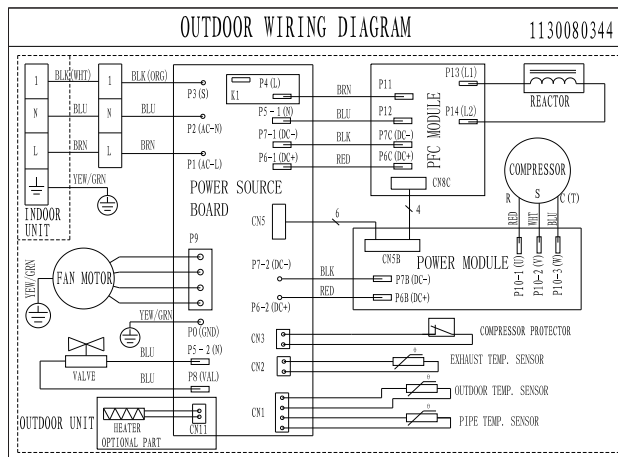 OUTDOOR WIRING DIAGRAM
1130080344
1
BLK(WHT)
1
BLK(ORG)
P3(S)
N
BLU
N
BLU
P2(AC-N)
L
BRN
L
BRN
P1(AC-L)
YEW/GRN
INDOOR
UNIT
K1
P4(L)
BRN
P11
P5-1(N)
BLU
P12
P7-1(DC-)
BLK
P7C(DC-)
P6-1(DC+)
RED
P6C(DC+)
PFC MODULE
P13(L1)
P14(L2)
REACTOR
CN8C
4
COMPRESSOR
R
S
C(T)
RED
WHT
BLU
P10-1(U)
P10-2(V)
P10-3(W)
POWER SOURCE
BOARD
CN5
6
CN5B
POWER MODULE
P7-2(DC-)
BLK
P7B(DC-)
P6-2(DC+)
RED
P6B(DC+)
P9
FAN MOTOR
YEW/GRN
YEW/GRN
P0(GND)
P5-2(N)
BLU
VALVE
BLU
P8(VAL)
CN3
COMPRESSOR PROTECTOR
CN2
θ
EXHAUST TEMP. SENSOR
CN1
θ
OUTDOOR TEMP. SENSOR
θ
PIPE TEMP. SENSOR
OUTDOOR UNIT
HEATER
OPTIONAL PART
CN11